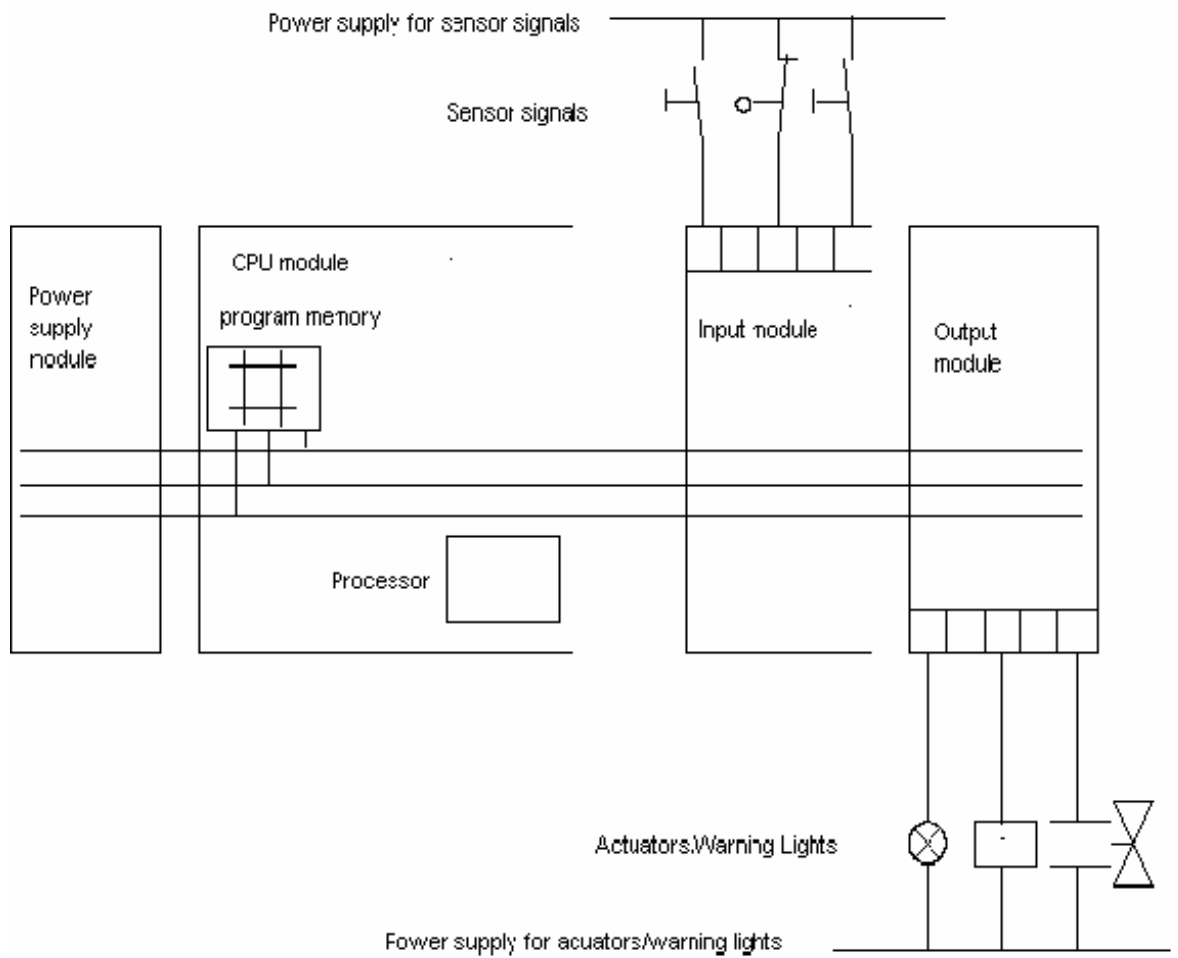 Power supply for sensor signals
Sensor signals
CPU module
program memory
Power
supply
module
Input module
Output
module
Processor
Actuators/Warning Lights
Power supply for acuators/warning lights